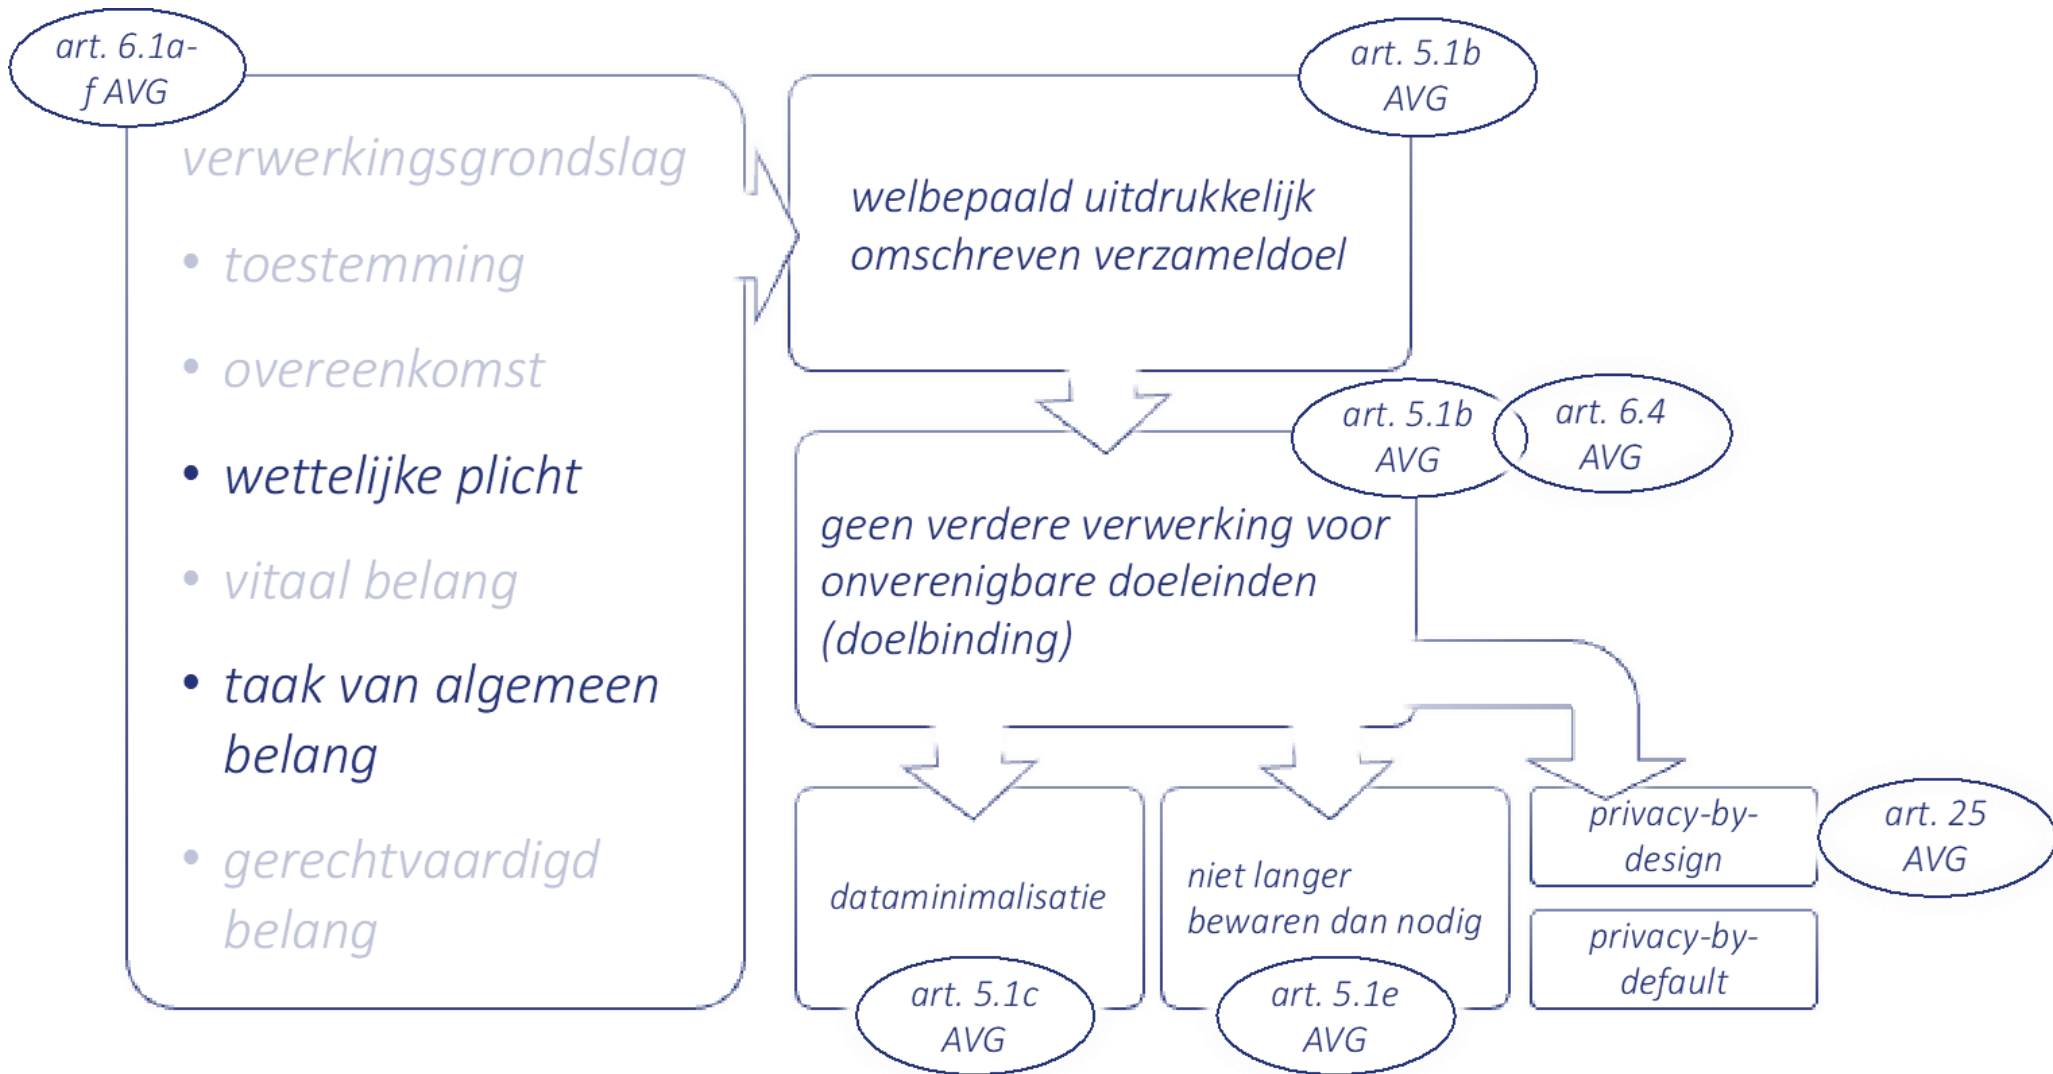 art. 6.1a-
f AVG
verwerkingsgrondslag
• toestemming
• overeenkomst
• wettelijke plicht
• vitaal belang
• taak van algemeen
belang
• gerechtvaardigd
belang
art. 5.1b
AVG
welbepaald uitdrukkelijk
omschreven verzameldoel
art. 5.1b
AVG
art. 6.4
AVG
geen verdere verwerking voor
onverenigbare doeleinden
(doelbinding)
dataminimalisatie
art. 5.1c
AVG
niet langer
bewaren dan nodig
art. 5.1e
AVG
privacy-by-
design
art. 25
AVG
privacy-by-
default